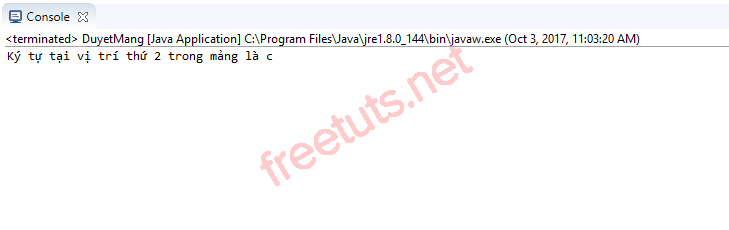 Console
<terminated> DuyetMang [Java Application] C:\Program Files\Java\jre1.8.0_144\bin\javaw.exe (Oct 3, 2017, 11:03:20 AM)
Ký tự tại vị trí thứ 2 trong mảng là c
freetuts.net